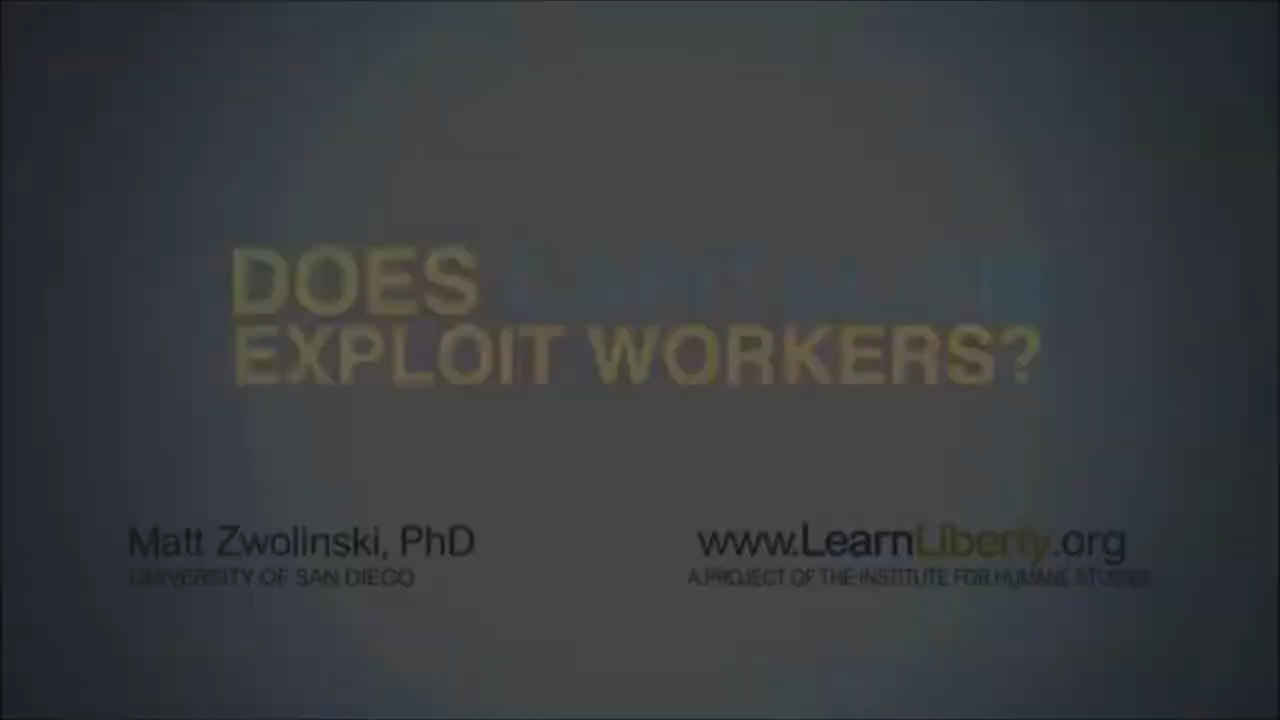 DOES CAPITALISM
EXPLOIT WORKERS?
Matt Zwolinski, PhD
UNIVERSITY OF SAN DIEGO
www.LearnLiberty.org
A PROJECT OF THE INSTITUTE FOR HUMANE STUDIES